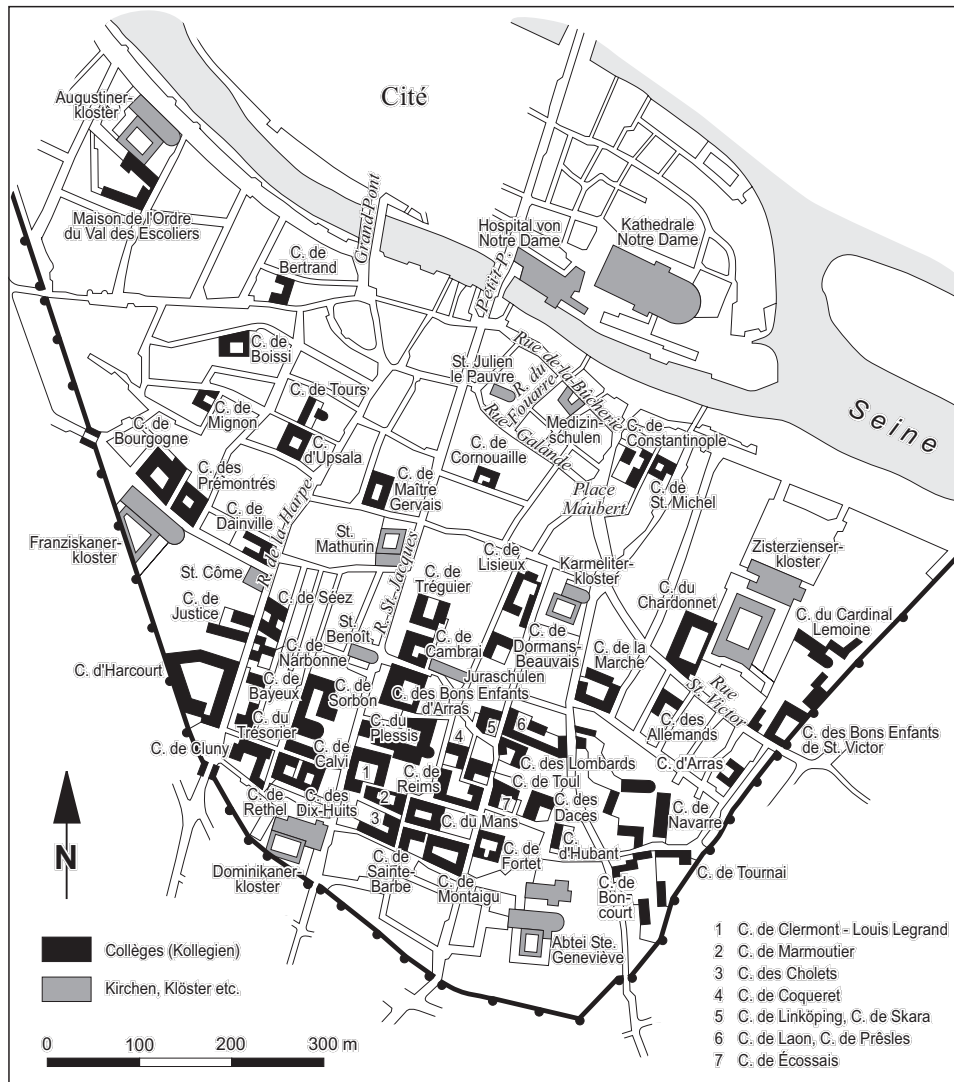 Cité
Augustiner-
kloster
Maison de l'Ordre
du Val des Escoliers
Grand-Pont
Hospital von
Notre Dame
Kathedrale
Notre Dame
Petit-P.
C. de
Bertrand
C. de
Boissi
St. Julien
le Pauvre
Rue de la Bûcherie
R. du
Fouarre
Rue Galande
Medizin-
schulen
Seine
C. de Tours
C. de
Mignon
C. de
Bourgogne
C.
d'Upsala
C. de
Cornouaille
C. de
Constantinople
C. des
Prémontrés
C. de
Maître
Gervais
Place
Maubert
C. de
St. Michel
C. de
Dainville
R. de la Harpe
Franziskaner-
kloster
St.
Mathurin
R. St. Jacques
C. de
Lisieux
Karmeliter-
kloster
Zisterzienser-
kloster
St. Côme
C. de
Tréguier
C. du
Chardonnet
C. de
Justice
C. de Séez
St.
Benoît
C. du Cardinal
Lemoine
C. de
Cambrai
C. de
Dormans-
Beauvais
C. de
Narbonne
C. de la
Marche
C. d'Harcourt
Juraschulen
C. de
Bayeux
C. de
Sorbon
C. des Bons Enfants
d'Arras
Rue
St. Victor
C. du
Trésorier
C. du
Plessis
C. des
Allemands
C. des Bons Enfants
de St. Victor
C. de Cluny
C. de
Calvi
4
5
6
C. des Lombards
C. d'Arras
1
C. de
Reims
C. de Toul
C. de
Rethel
C. des
Dix-Huits
2
7
C. des
Daces
C. de
Navarre
3
C. du Mans
C.
d'Hubant
C. de
Fortet
Dominikaner-
kloster
C. de
Sainte-
Barbe
C. de
Montaigu
C. de
Bon-
court
C. de Tournai
Abtei Ste.
Geneviève
N
Collèges (Kollegien)
Kirchen, Klöster etc.
0 100 200 300 m
1 C. de Clermont - Louis Legrand
2 C. de Marmoutier
3 C. des Cholets
4 C. de Coqueret
5 C. de Linköping, C. de Skara
6 C. de Laon, C. de Prêsles
7 C. de Écossais